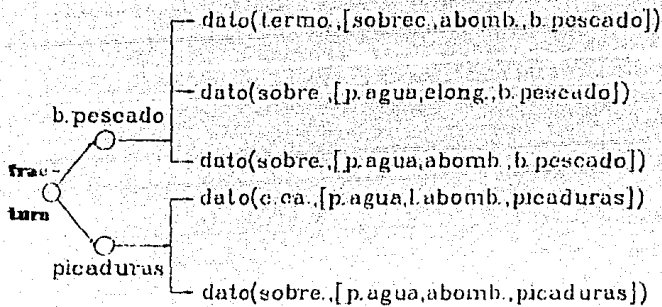 dato(termo.,[sobrec.,abomb.,b.pescado])
dato(sobre.,[p.agua,elong.,b.pescado])
b.pescado
dato(sobre.,[p.agua,abomb.,b.pescado])
frac-
tura
dato(c.ca.,[p.agua,l.abomb.,picaduras])
picaduras
dato(sobre.,[p.agua,abomb.,picaduras])